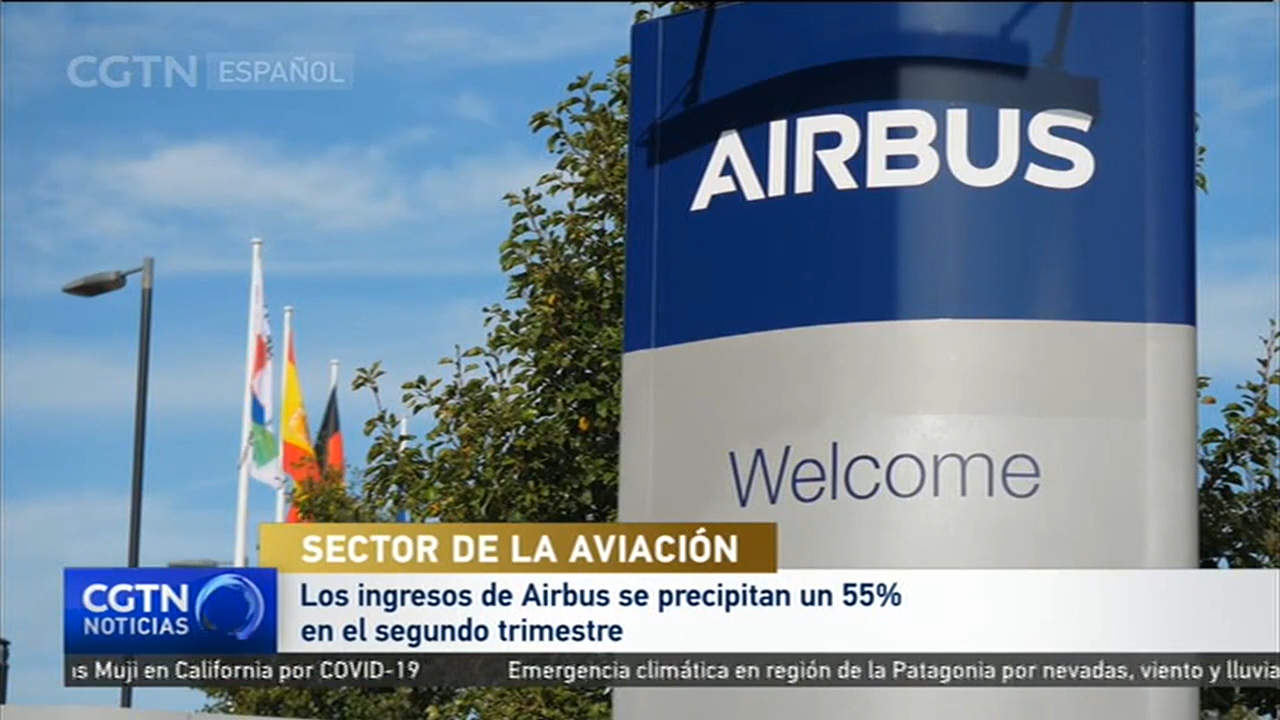 CGTN ESPAÑOL
AIRBUS
Welcome
SECTOR DE LA AVIACIÓN
CGTN NOTICIAS
Los ingresos de Airbus se precipitan un 55%
en el segundo trimestre
Muji en California por COVID-19 Emergencia climática en región de la Patagonia por nevadas, viento y lluvia